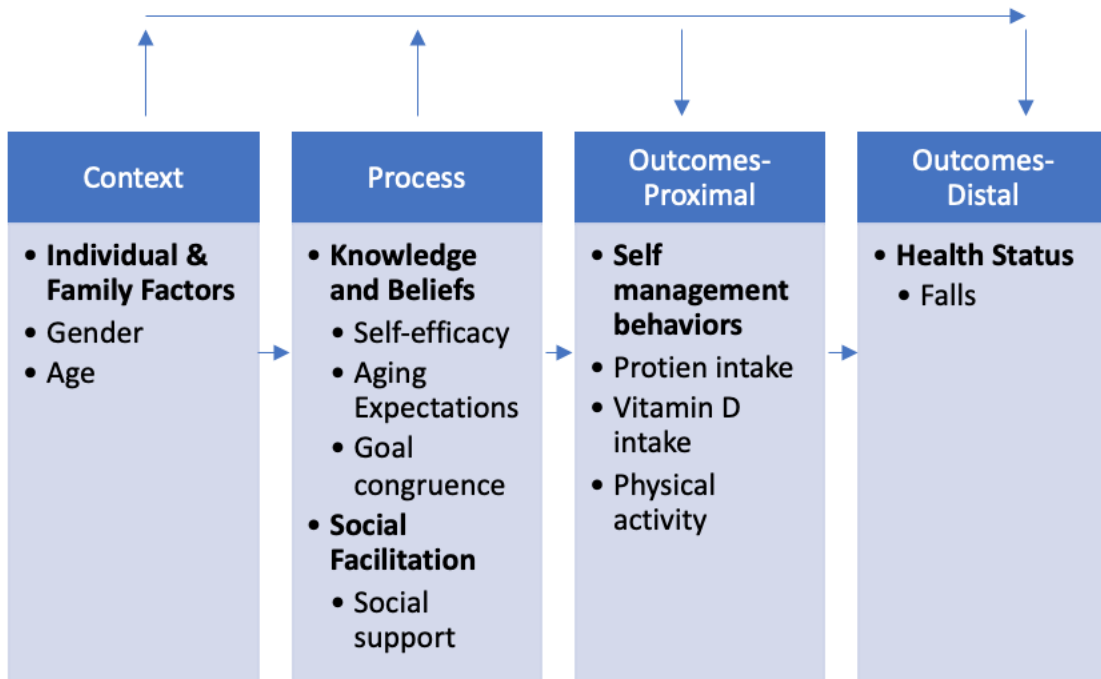 Context
• Individual &
Family Factors
• Gender
• Age
Process
• Knowledge
and Beliefs
• Self-efficacy
• Aging
Expectations
• Goal
congruence
• Social
Facilitation
• Social
support
Outcomes-
Proximal
• Self
management
behaviors
• Protien intake
• Vitamin D
intake
• Physical
activity
Outcomes-
Distal
• Health Status
• Falls